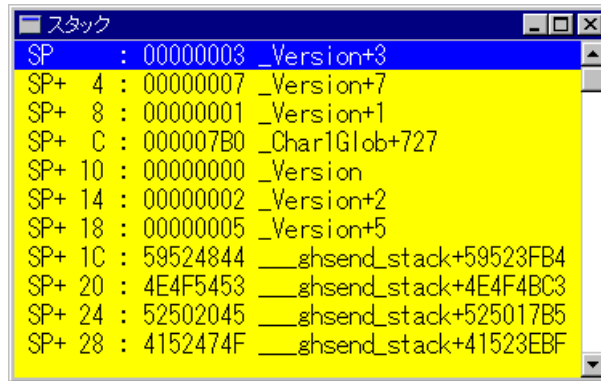 スタック
SP : 00000003 _Version+3
SP+ 4 : 00000007 _Version+7
SP+ 8 : 00000001 _Version+1
SP+ C : 000007B0 _Char1Glob+727
SP+ 10 : 00000000 _Version
SP+ 14 : 00000002 _Version+2
SP+ 18 : 00000005 _Version+5
SP+ 1C : 59524844 ___ghsend_stack+59523FB4
SP+ 20 : 4E4F5453 ___ghsend_stack+4E4F4BC3
SP+ 24 : 52502045 ___ghsend_stack+525017B5
SP+ 28 : 4152474F ___ghsend_stack+41523EBF